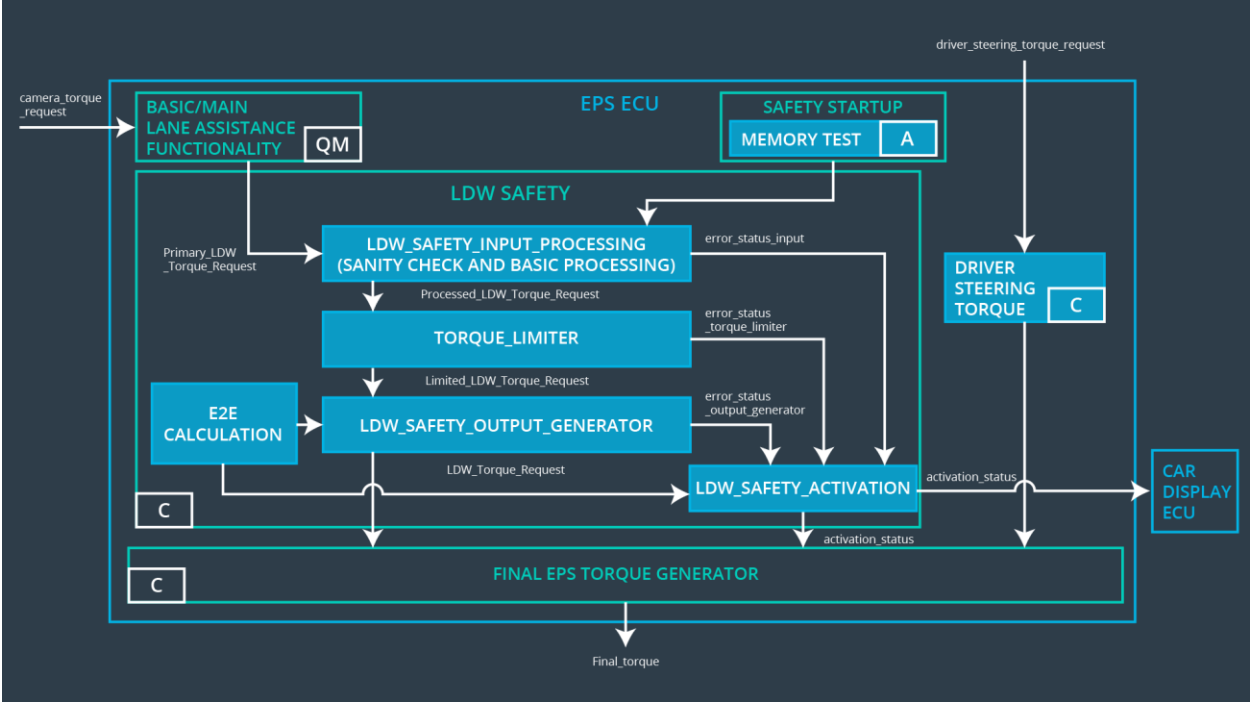 driver_steering_torque_request
camera_torque
_request
EPS ECU
BASIC/MAIN
LANE ASSISTANCE
FUNCTIONALITY
QM
SAFETY STARTUP
MEMORY TEST
A
LDW SAFETY
Primary_LDW
_Torque_Request
LDW_SAFETY_INPUT_PROCESSING
(SANITY CHECK AND BASIC PROCESSING)
error_status_input
DRIVER
STEERING
TORQUE
C
Processed_LDW_Torque_Request
TORQUE_LIMITER
error_status
_torque_limiter
Limited_LDW_Torque_Request
E2E
CALCULATION
LDW_SAFETY_OUTPUT_GENERATOR
error_status
_output_generator
LDW_Torque_Request
LDW_SAFETY_ACTIVATION
activation_status
CAR
DISPLAY
ECU
C
activation_status
C
FINAL EPS TORQUE GENERATOR
Final_torque